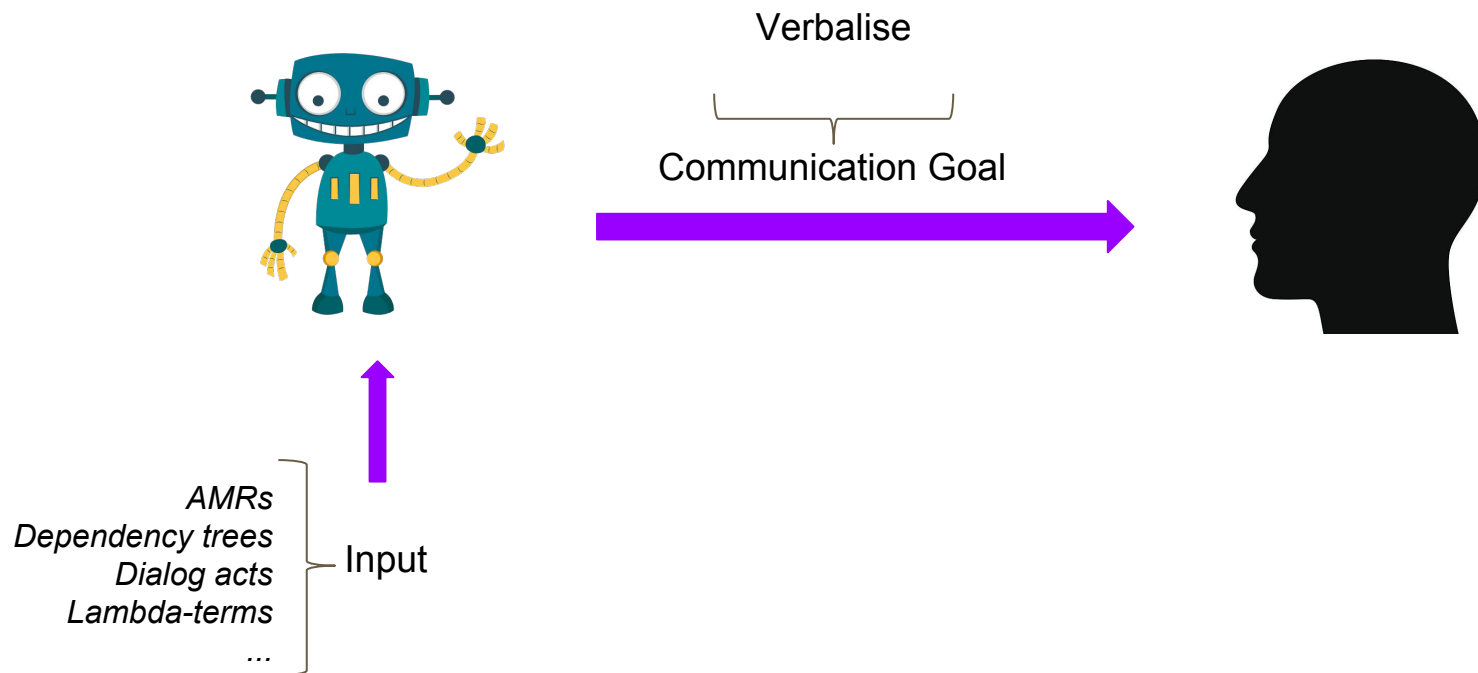 Verbalise
Communication Goal
AMRs
Dependency trees
Dialog acts
Lambda-terms
...
Input